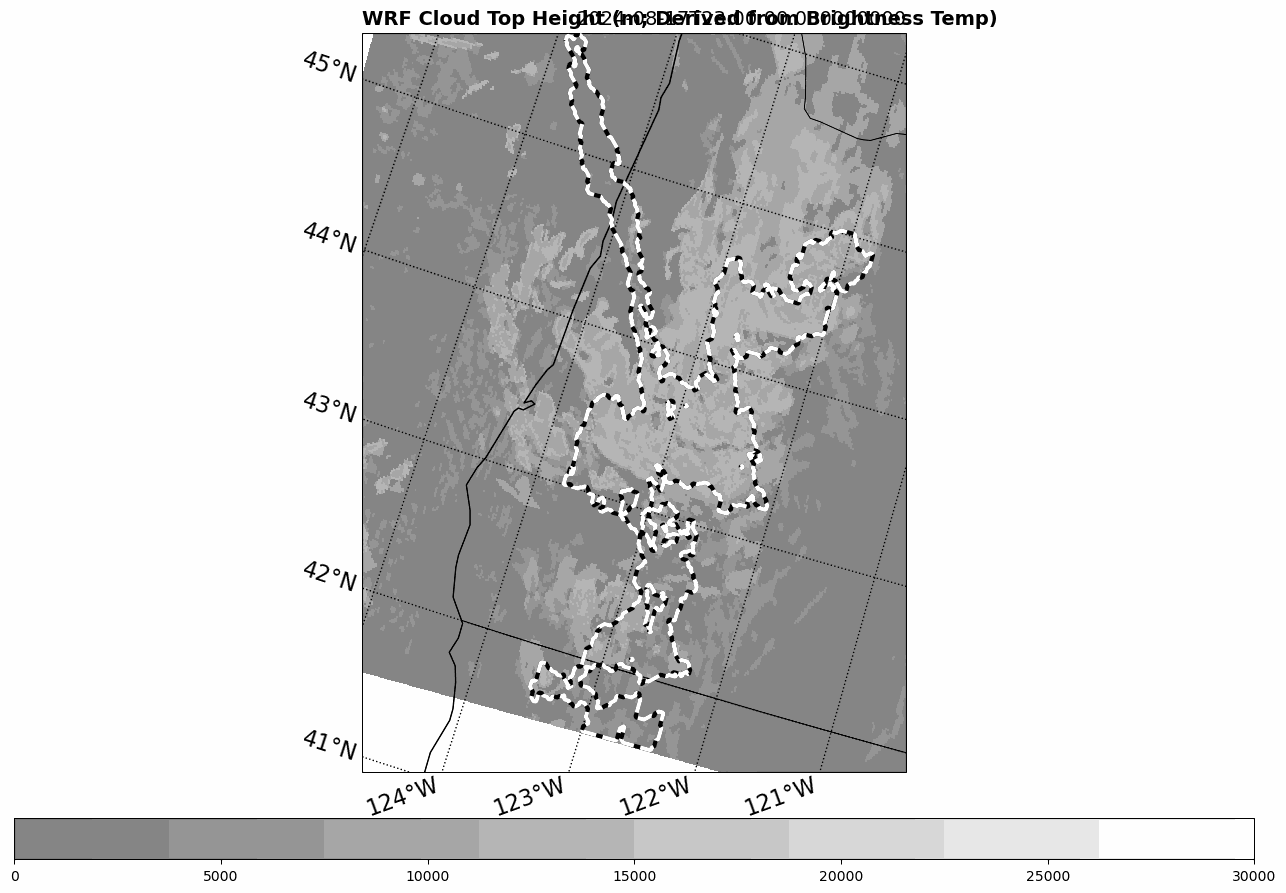 WRF Cloud Top Height (m; Derived from Brightness Temp)
45°N
44°N
43°N
42°N
41°N
124°W 123°W 122°W 121°W
0 5000 10000 15000 20000 25000 30000